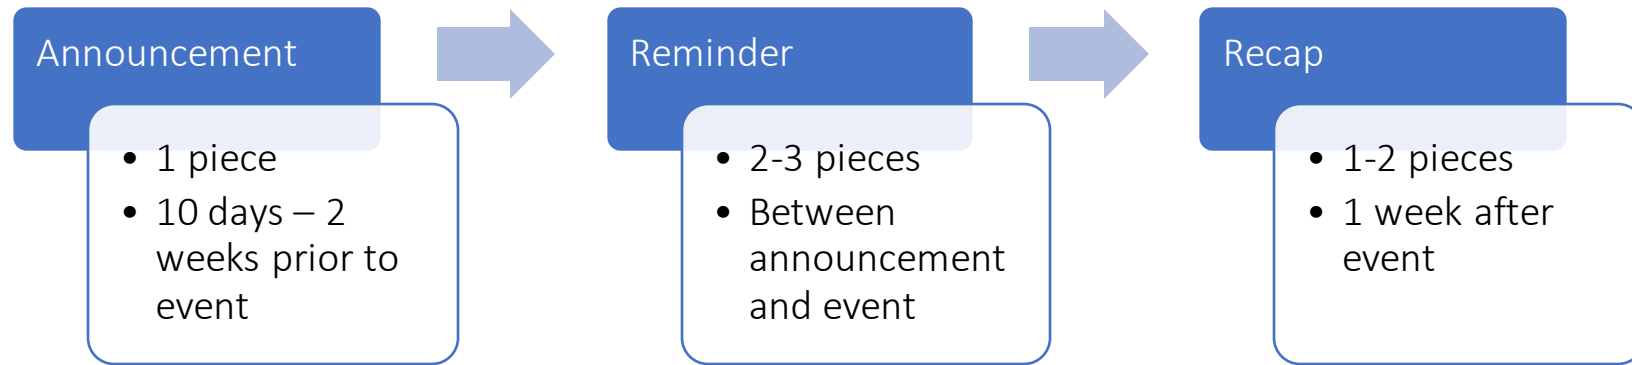 Announcement
• 1 piece
• 10 days – 2
weeks prior to
event
Reminder
• 2-3 pieces
• Between
announcement
and event
Recap
• 1-2 pieces
• 1 week after
event